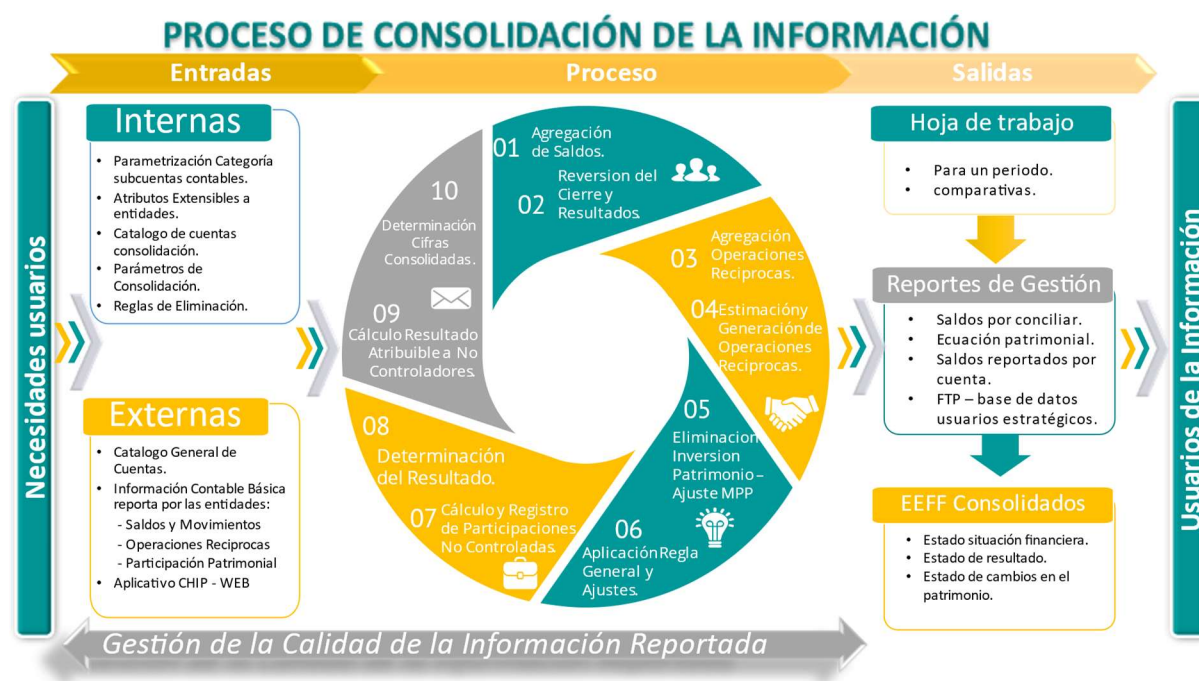 PROCESO DE CONSOLIDACIÓN DE LA INFORMACIÓN
Entradas
Proceso
Salidas
Necesidades usuarios
Internas
• Parametrización Categoría
subcuentas contables.
• Atributos Extensibles a
entidades.
• Catalogo de cuentas
consolidación.
• Parámetros de
Consolidación.
• Reglas de Eliminación.
Externas
• Catalogo General de
Cuentas.
• Información Contable Básica
reporta por las entidades:
- Saldos y Movimientos
- Operaciones Reciprocas
- Participación Patrimonial
• Aplicativo CHIP - WEB
01
Agregación
de Saldos.
02
Reversion del
Cierre y
Resultados.
03
Agregación
Operaciones
Reciprocas.
04
Estimación y
Generación de
Operaciones
Reciprocas.
05
Eliminacion
Inversion
Patrimonio –
Ajuste MPP
06
Aplicación Regla
General y
Ajustes.
07
Cálculo y Registro
de Participaciones
No Controladas.
08
Determinación
del Resultado.
09
Cálculo Resultado
Atribuible a No
Controladores.
10
Determinación
Cifras
Consolidadas.
Hoja de trabajo
• Para un periodo.
• comparativas.
Reportes de Gestión
• Saldos por conciliar.
• Ecuación patrimonial.
• Saldos reportados por
cuenta.
• FTP – base de datos
usuarios estratégicos.
EEFF Consolidados
• Estado situación financiera.
• Estado de resultado.
• Estado de cambios en el
patrimonio.
Usuarios de la Información
Gestión de la Calidad de la Información Reportada